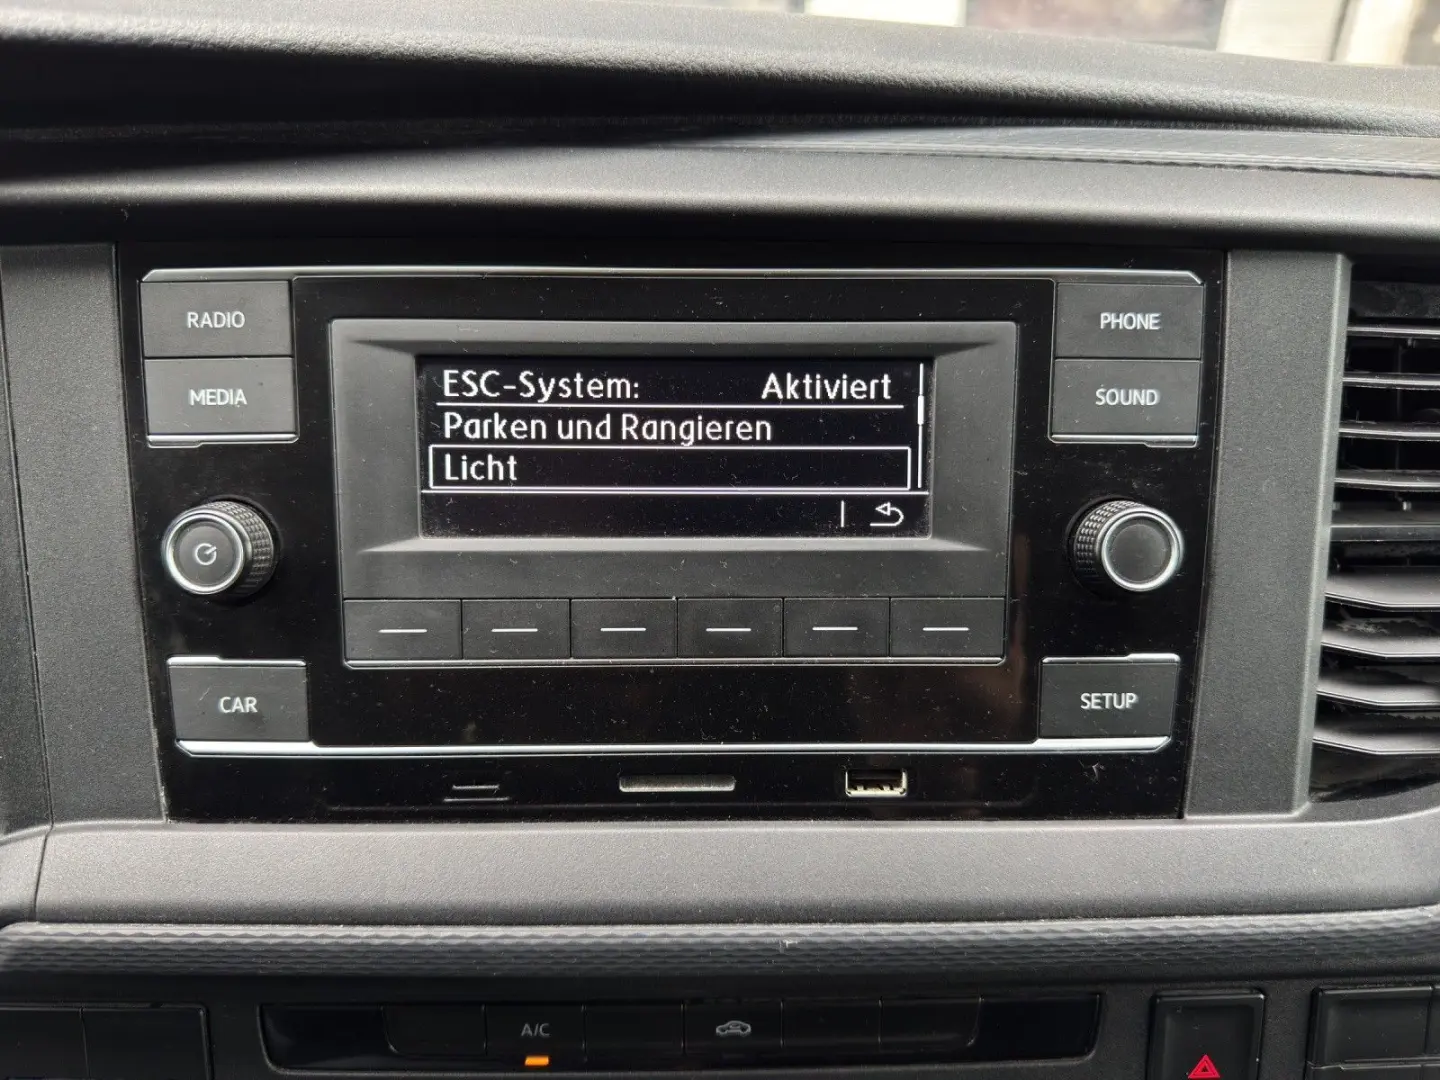 RADIO
MEDIA
PHONE
SOUND
ESC-System: Aktiviert
Parken und Rangieren
Licht
CAR
SETUP
A/C